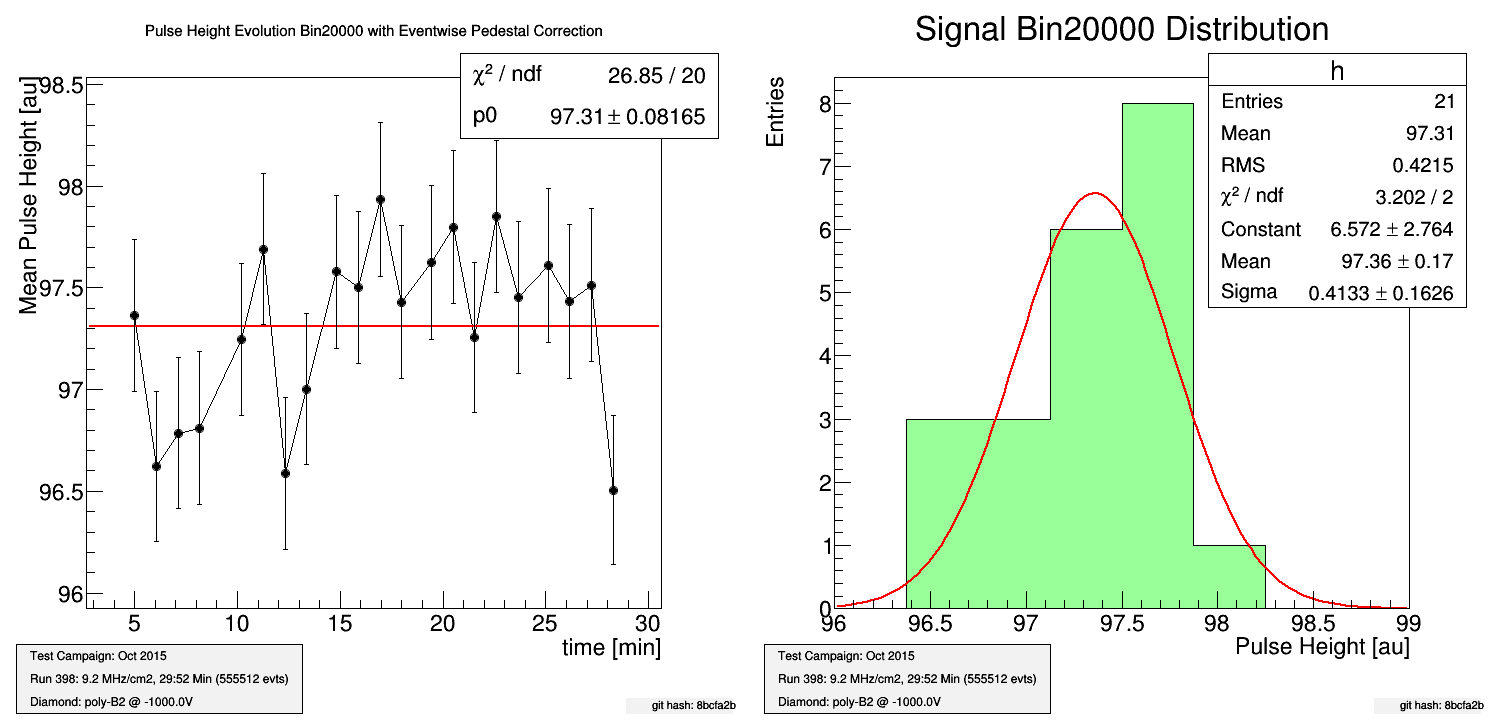 Pulse Height Evolution Bin20000 with Eventwise Pedestal Correction
χ² / ndf 26.85 / 20
p0 97.31 ± 0.08165
Mean Pulse Height [au]
98.5
98
97.5
97
96.5
96
5 10 15 20 25 30
time [min]
Test Campaign: Oct 2015
Run 398: 9.2 MHz/cm2, 29:52 Min (555512 evts)
Diamond: poly-B2 @ -1000.0V
git hash: 8bcfa2b
Signal Bin20000 Distribution
h
Entries 21
Mean 97.31
RMS 0.4215
χ² / ndf 3.202 / 2
Constant 6.572 ± 2.764
Mean 97.36 ± 0.17
Sigma 0.4133 ± 0.1626
Entries
8
7
6
5
4
3
2
1
0
96 96.5 97 97.5 98 98.5 99
Pulse Height [au]
Test Campaign: Oct 2015
Run 398: 9.2 MHz/cm2, 29:52 Min (555512 evts)
Diamond: poly-B2 @ -1000.0V
git hash: 8bcfa2b